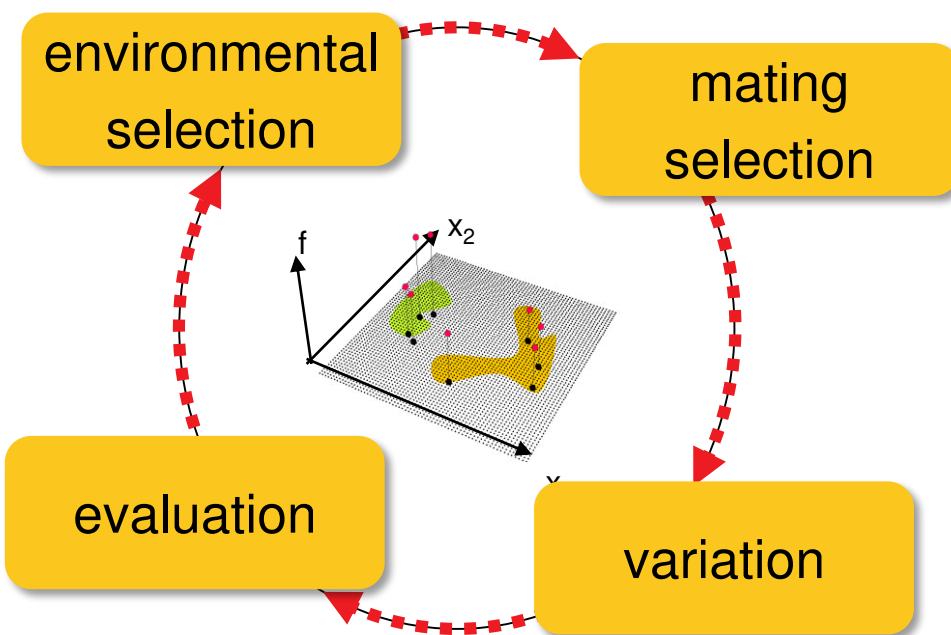 environmental
selection
mating
selection
f
x₂
evaluation
variation